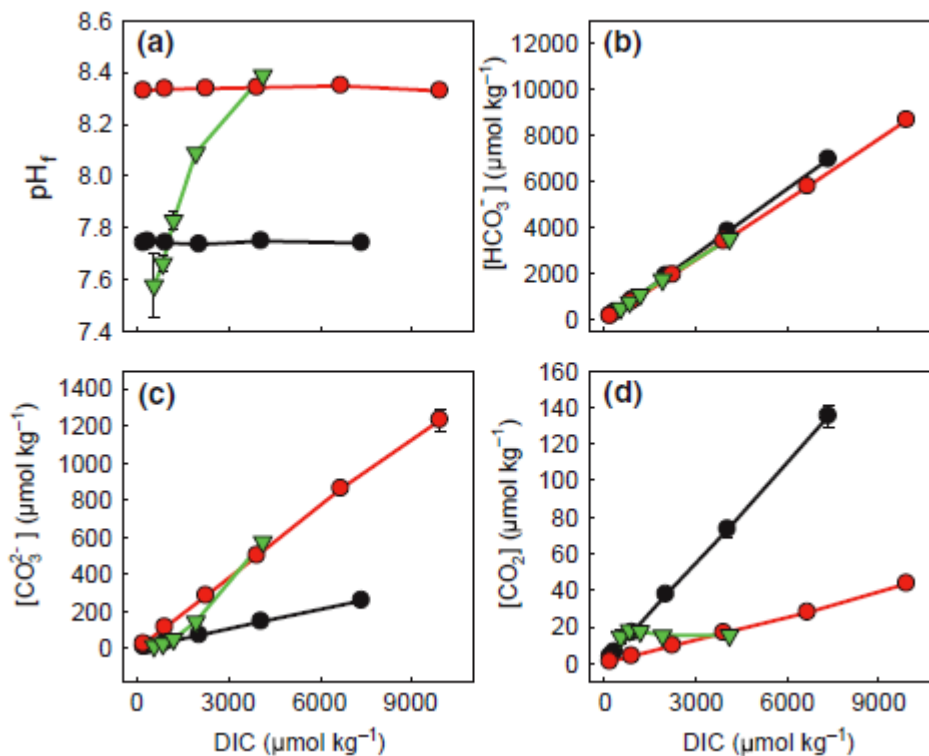 (a)
8.6
8.4
8.2
8.0
7.8
7.6
7.4
pHf
(b)
12000
10000
8000
6000
4000
2000
0
[HCO₃⁻] (μmol kg⁻¹)
(c)
1400
1200
1000
800
600
400
200
0
[CO₃²⁻] (μmol kg⁻¹)
0 3000 6000 9000
DIC (μmol kg⁻¹)
(d)
160
140
120
100
80
60
40
20
0
[CO₂] (μmol kg⁻¹)
0 3000 6000 9000
DIC (μmol kg⁻¹)